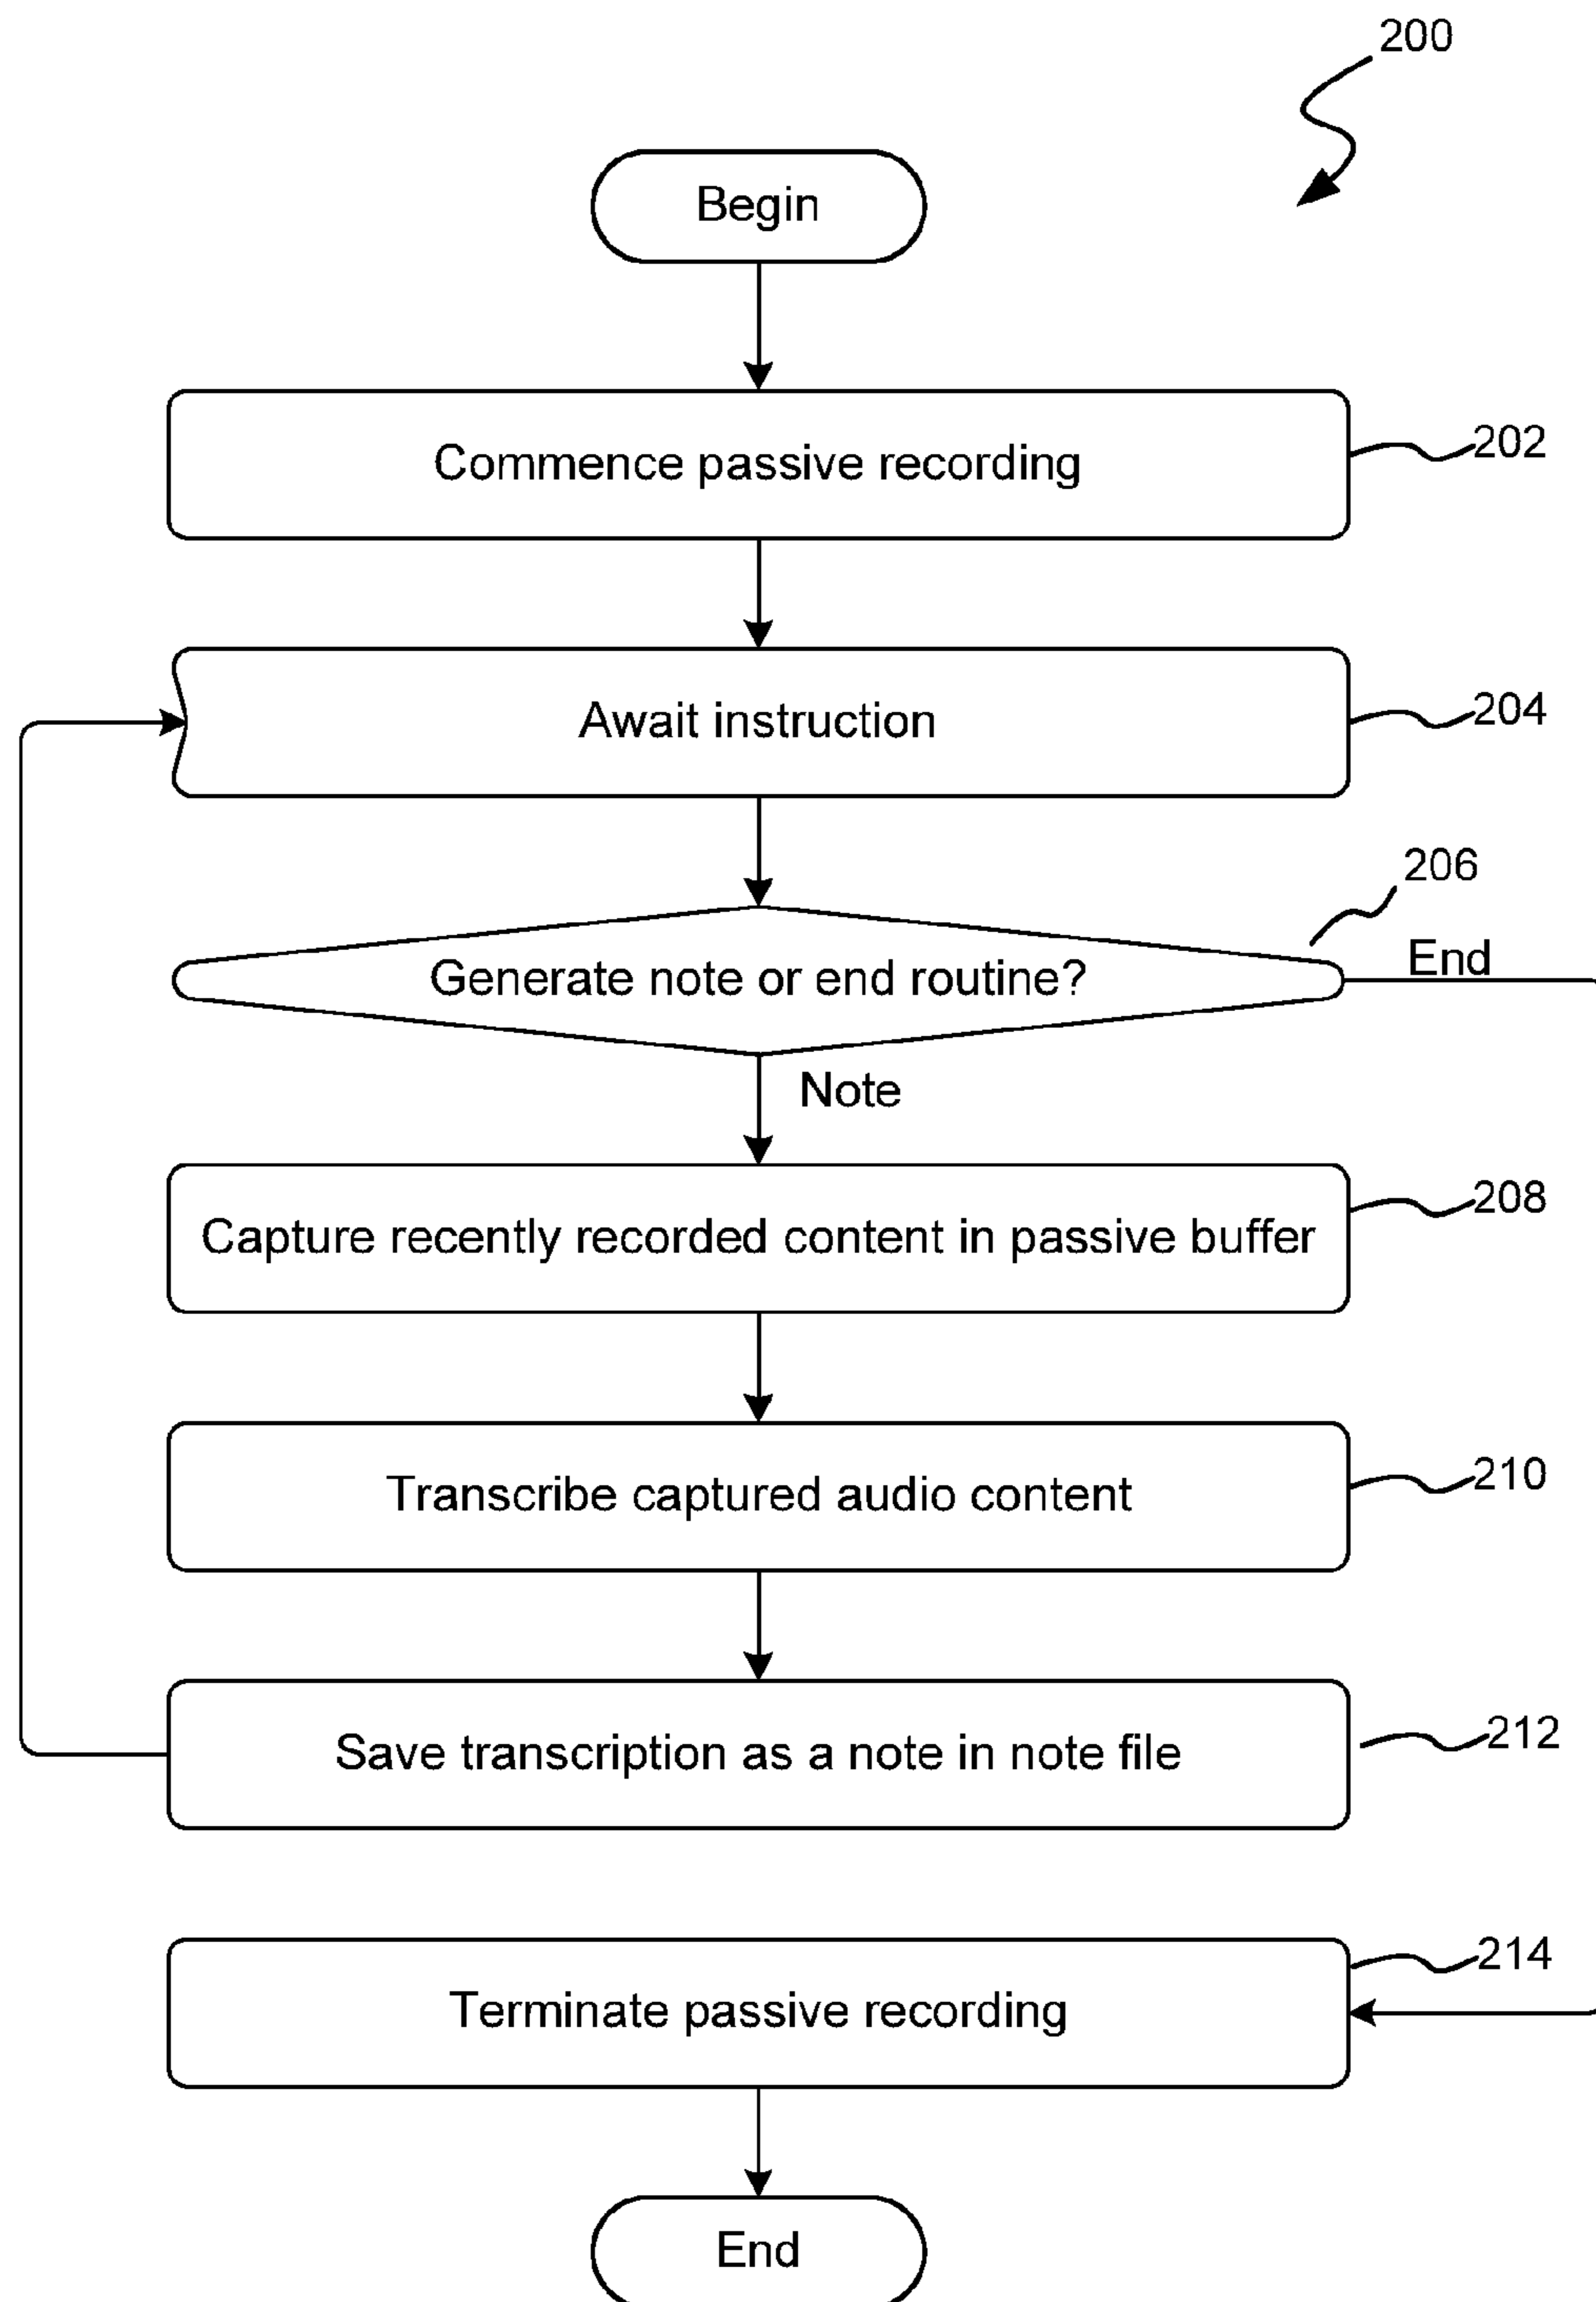 200
Begin
Commence passive recording
202
Await instruction
204
206
Generate note or end routine?
End
Note
Capture recently recorded content in passive buffer
208
Transcribe captured audio content
210
Save transcription as a note in note file
212
Terminate passive recording
214
End